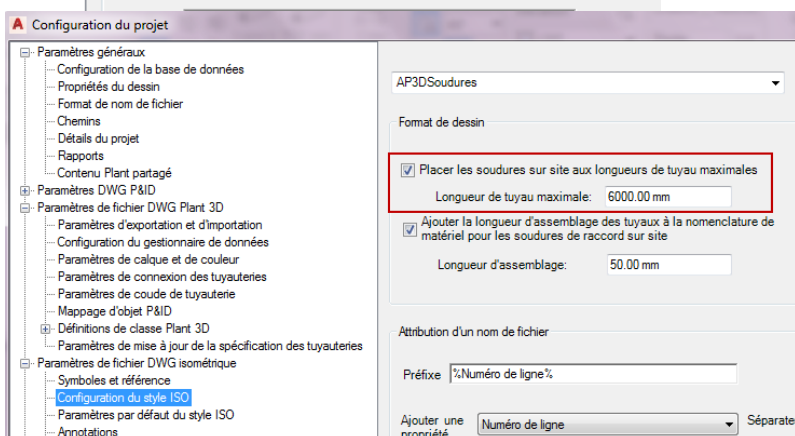 A Configuration du projet
Paramètres généraux
Configuration de la base de données
Propriétés du dessin
Format de nom de fichier
Chemins
Détails du projet
Rapports
Contenu Plant partagé
Paramètres DWG P&ID
Paramètres de fichier DWG Plant 3D
Paramètres d'exportation et d'importation
Configuration du gestionnaire de données
Paramètres de calque et de couleur
Paramètres de connexion des tuyauteries
Paramètres de coude de tuyauterie
Mappage d'objet P&ID
Définitions de classe Plant 3D
Paramètres de mise à jour de la spécification des tuyauteries
Paramètres de fichier DWG isométrique
Symboles et référence
Configuration du style ISO
Paramètres par défaut du style ISO
Annotations
AP3DSoudures
Format de dessin
Placer les soudures sur site aux longueurs de tuyau maximales
Longueur de tuyau maximale: 6000.00 mm
Ajouter la longueur d'assemblage des tuyaux à la nomenclature de
matériel pour les soudures de raccord sur site
Longueur d'assemblage: 50.00 mm
Attribution d'un nom de fichier
Préfixe %Numéro de ligne%
Ajouter une Numéro de ligne Séparate
propriété